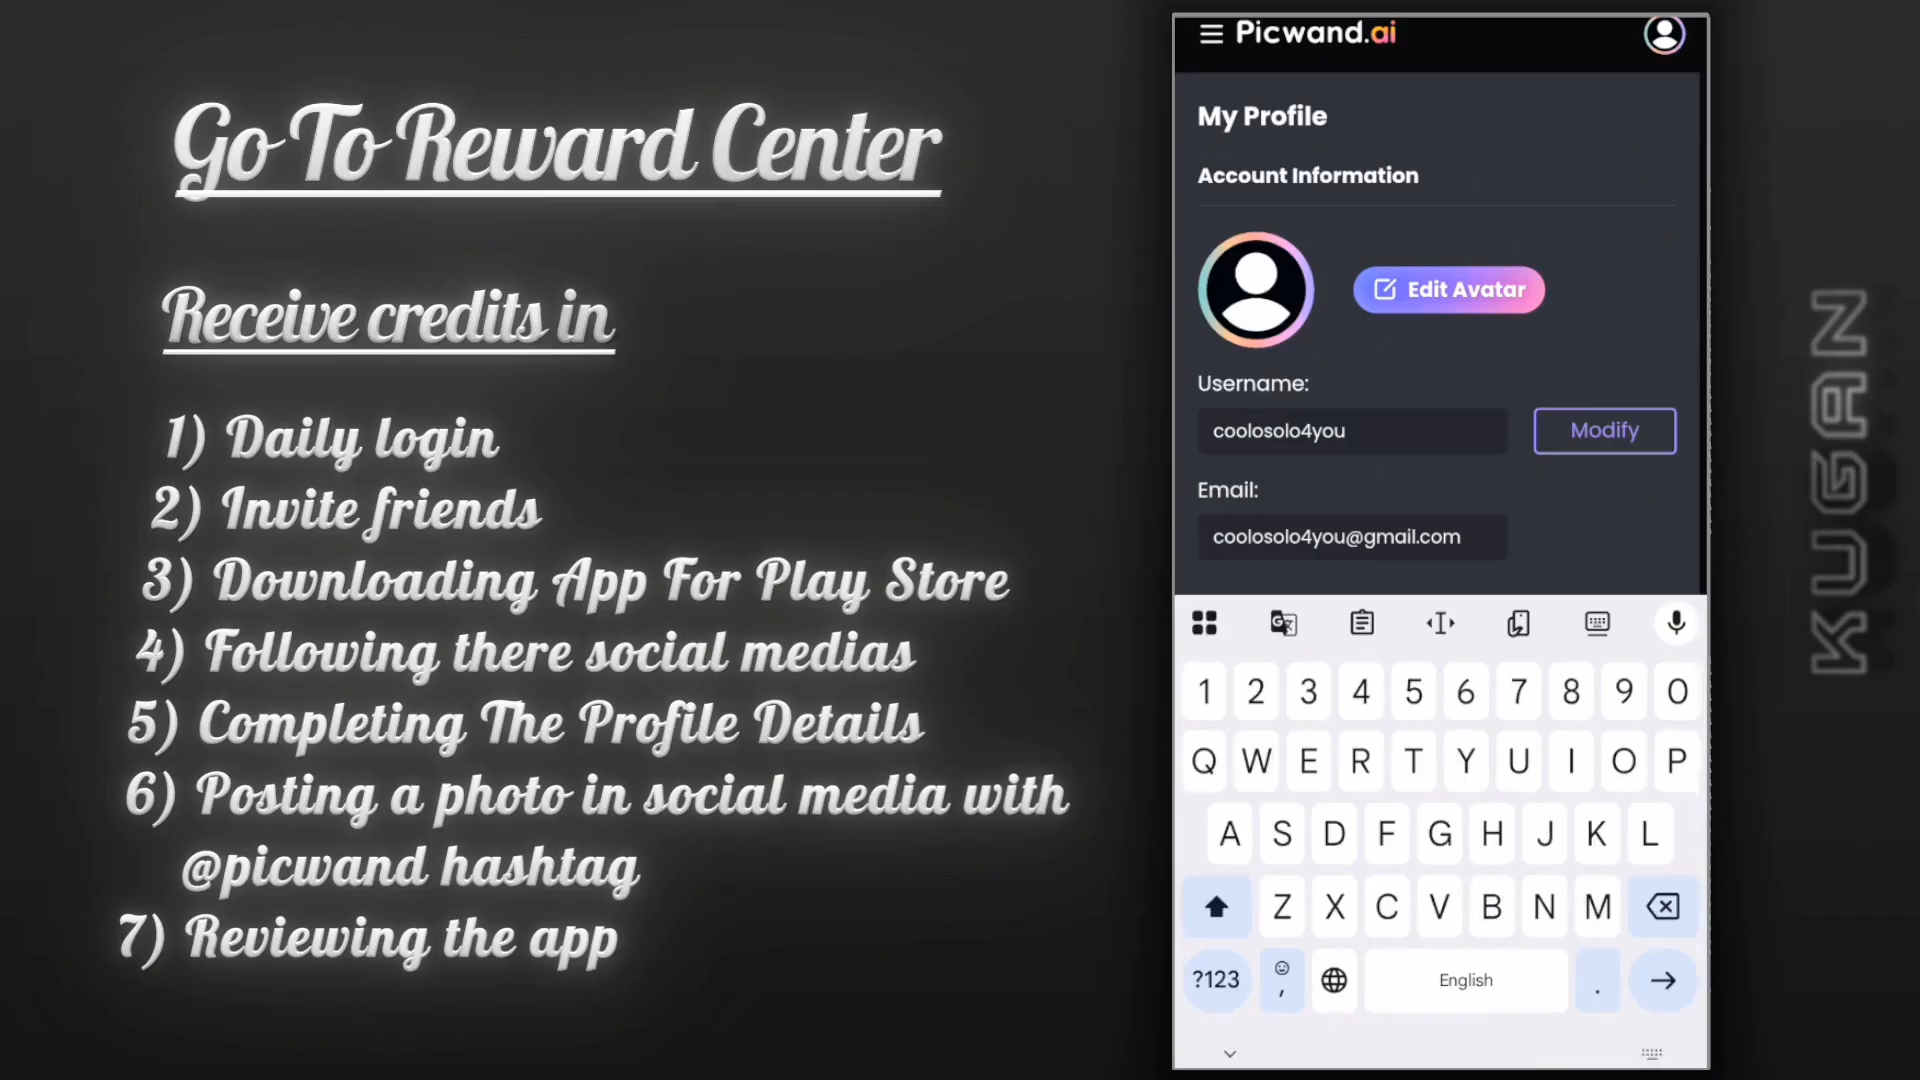 Go To Reward Center
Receive credits in
1) Daily login
2) Invite friends
3) Downloading App For Play Store
4) Following there social medias
5) Completing The Profile Details
6) Posting a photo in social media with
@picwand hashtag
7) Reviewing the app
Picwand.ai
My Profile
Account Information
Edit Avatar
Username:
coolosolo4you
Modify
Email:
coolosolo4you@gmail.com
1 2 3 4 5 6 7 8 9 0
Q W E R T Y U I O P
A S D F G H J K L
Z X C V B N M
?123 , English .
KUGAN